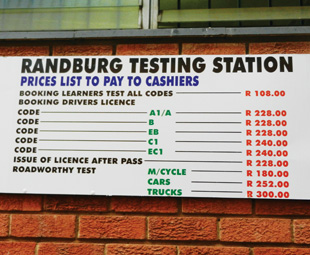 RANDBURG TESTING STATION
PRICES LIST TO PAY TO CASHIERS
BOOKING LEARNERS TEST ALL CODES R 108.00
BOOKING DRIVERS LICENCE
CODE A1/A R 228.00
CODE B R 228.00
CODE EB R 228.00
CODE C1 R 240.00
CODE EC1 R 240.00
ISSUE OF LICENCE AFTER PASS R 228.00
ROADWORTHY TEST M/CYCLE R 180.00
CARS R 252.00
TRUCKS R 300.00